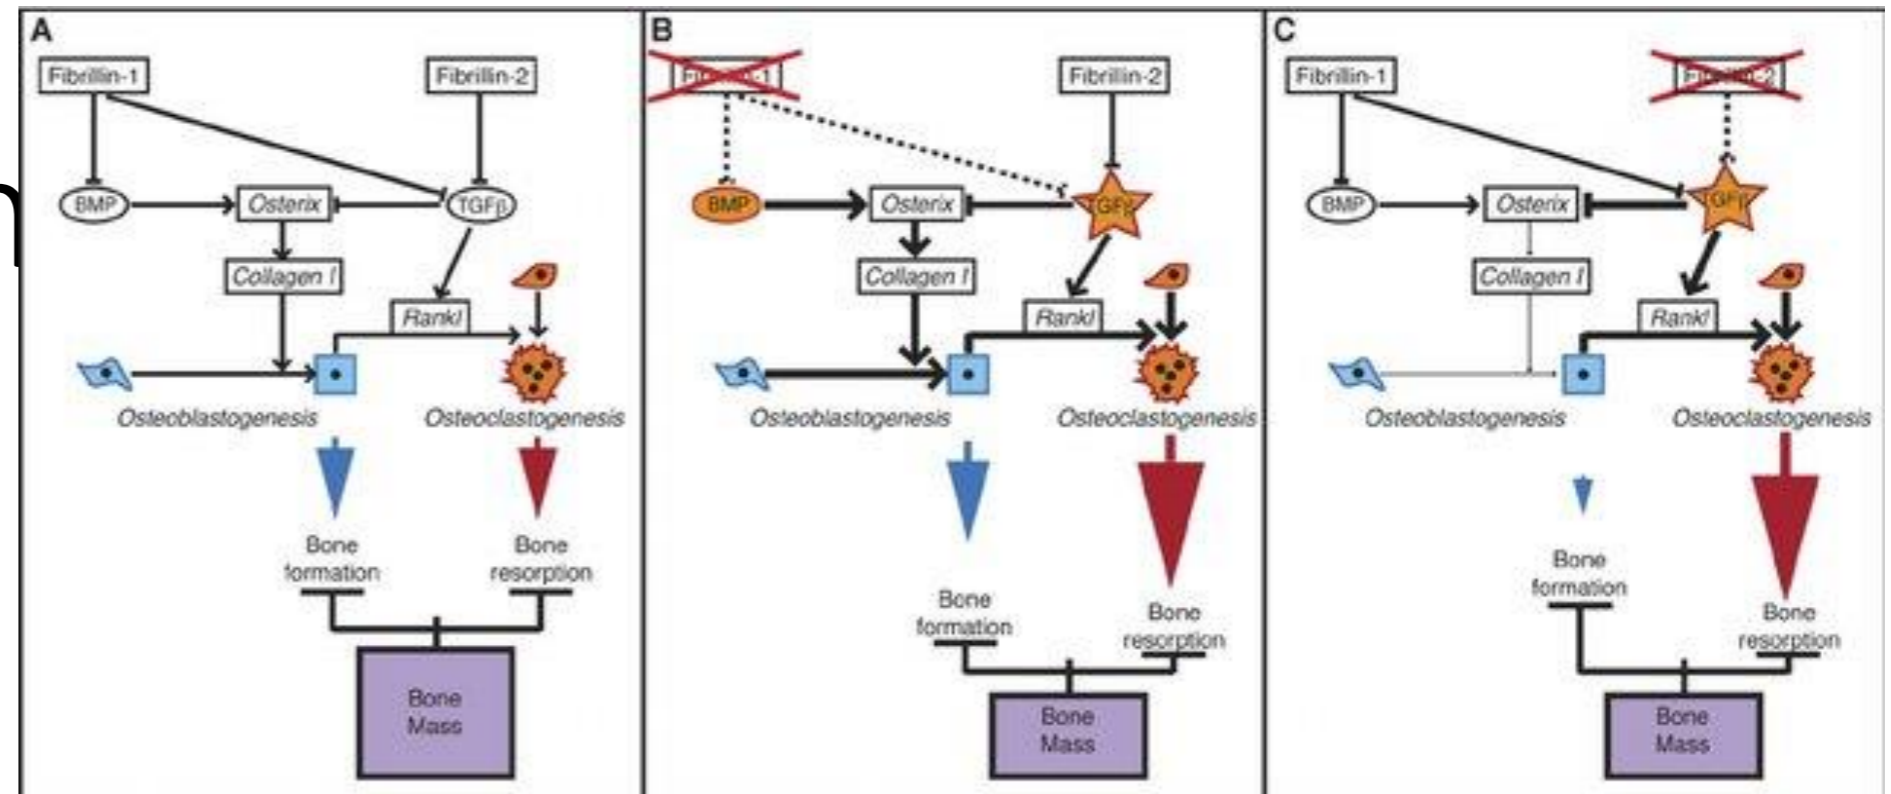 A
Fibrillin-1
Fibrillin-2
BMP
Osterix
TGFβ
Collagen I
Rankl
Osteoblastogenesis
Osteoclastogenesis
Bone
formation
Bone
resorption
Bone
Mass
B
Fibrillin-2
BMP
Osterix
TGFβ
Collagen I
Rankl
Osteoblastogenesis
Osteoclastogenesis
Bone
formation
Bone
resorption
Bone
Mass
C
Fibrillin-1
BMP
Osterix
TGFβ
Collagen I
Rankl
Osteoblastogenesis
Osteoclastogenesis
Bone
formation
Bone
resorption
Bone
Mass